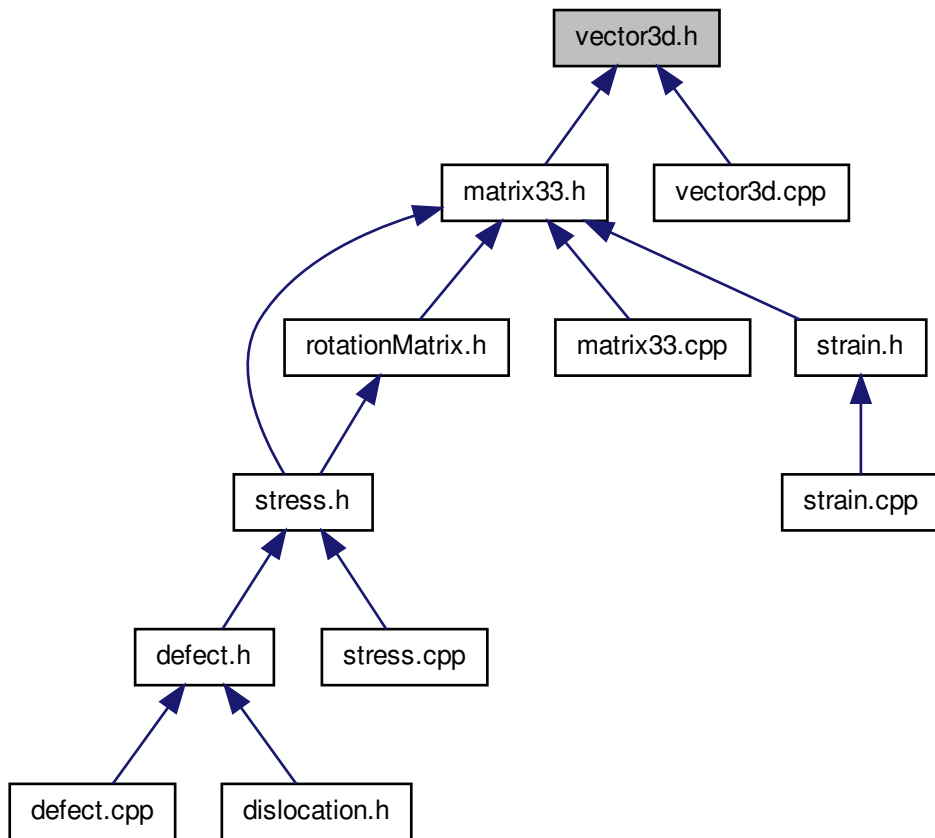 vector3d.h
matrix33.h
vector3d.cpp
rotationMatrix.h
matrix33.cpp
strain.h
stress.h
strain.cpp
defect.h
stress.cpp
defect.cpp
dislocation.h